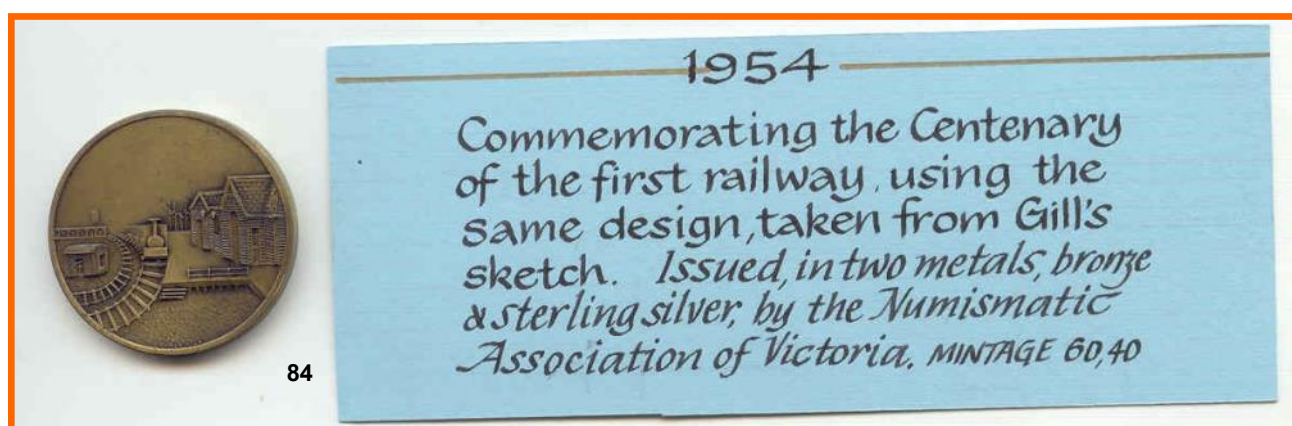 1954
Commemorating the Centenary
of the first railway, using the
same design, taken from Gill's
sketch. Issued, in two metals, bronze
& sterling silver, by the Numismatic
Association of Victoria. MINTAGE 60,40
84